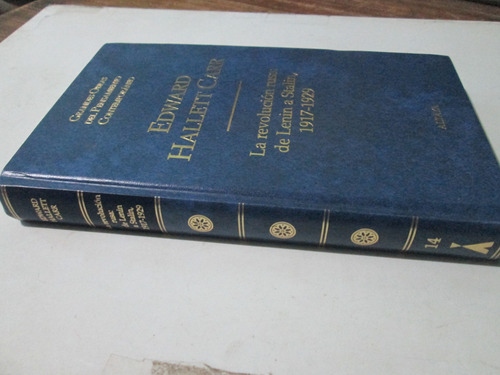 GRANDES OBRAS
DEL PENSAMIENTO
CONTEMPORÁNEO
EDWARD
HALLETT CARR
La revolución rusa:
de Lenin a Stalin,
1917-1929
ALTAYA
EDWARD
HALLETT
CARR
La revolución
rusa:
de Lenin
a Stalin,
1917-1929
14